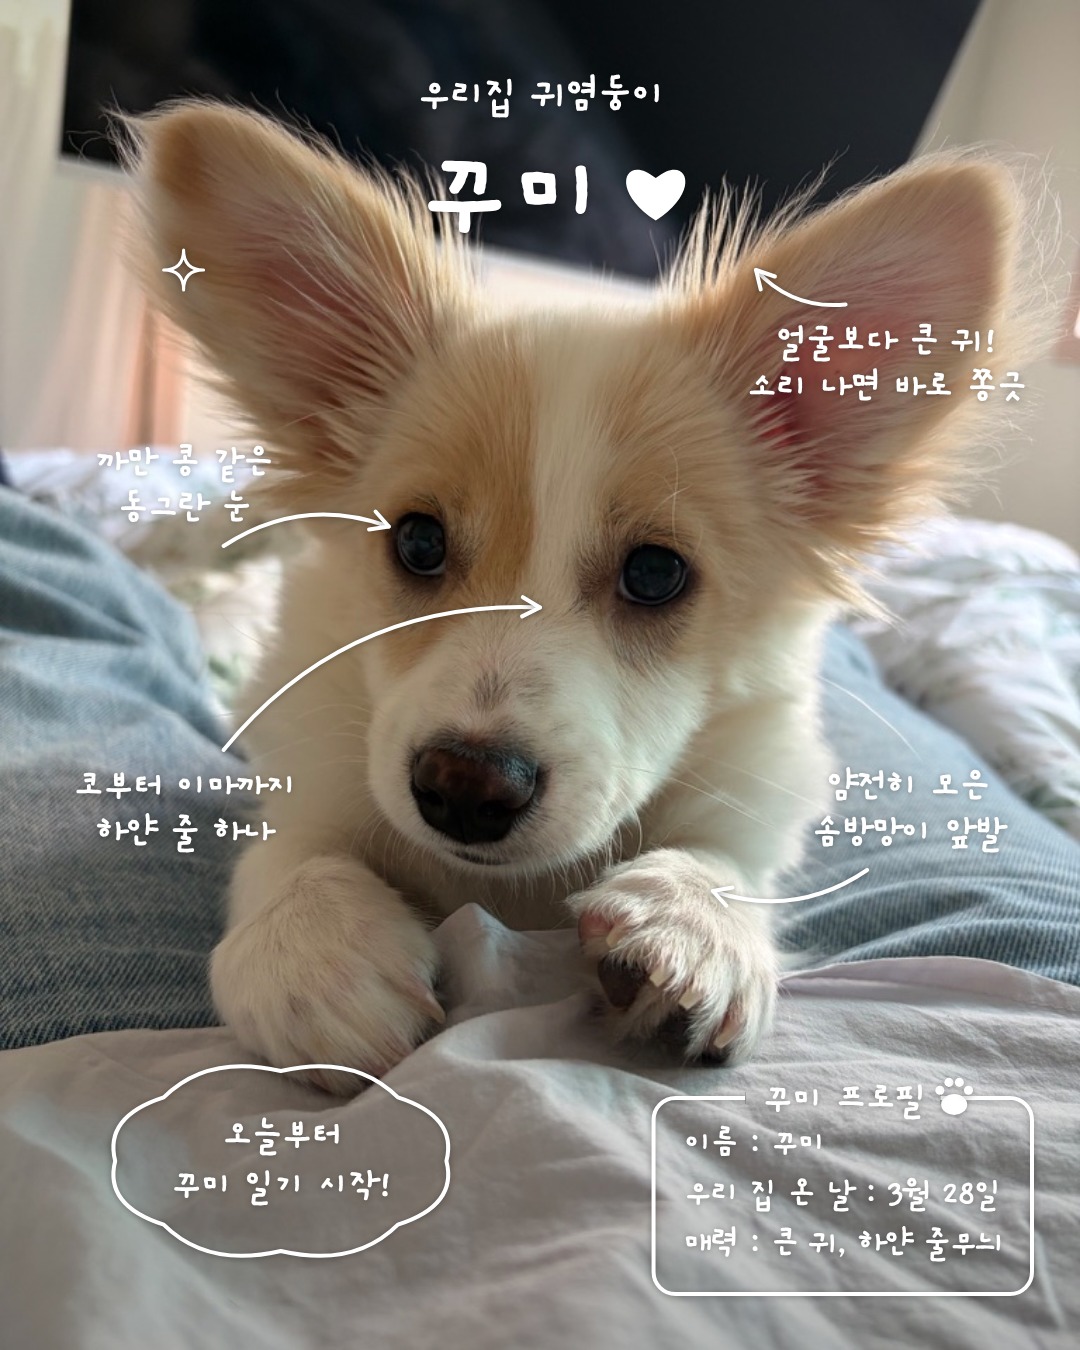 우리집 귀염둥이
꾸미 ♥
얼굴보다 큰 귀!
소리 나면 바로 쫑긋
까만 콩 같은
동그란 눈
코부터 이마까지
하얀 줄 하나
얌전히 모은
솜방망이 앞발
오늘부터
꾸미 일기 시작!
꾸미 프로필
이름 : 꾸미
우리 집 온 날 : 3월 28일
매력 : 큰 귀, 하얀 줄무늬